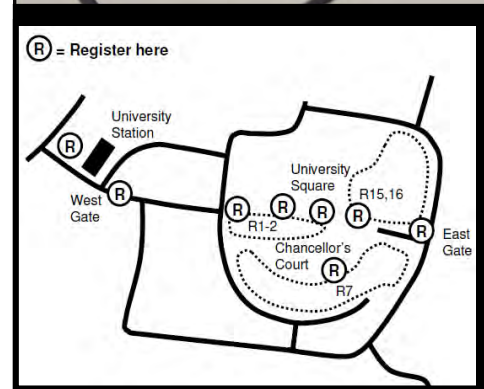 R = Register here
University
Station
R
West
Gate
R
University
Square
R15,16
R
R
R
R
R1-2
R
East
Gate
Chancellor's
Court
R
R7